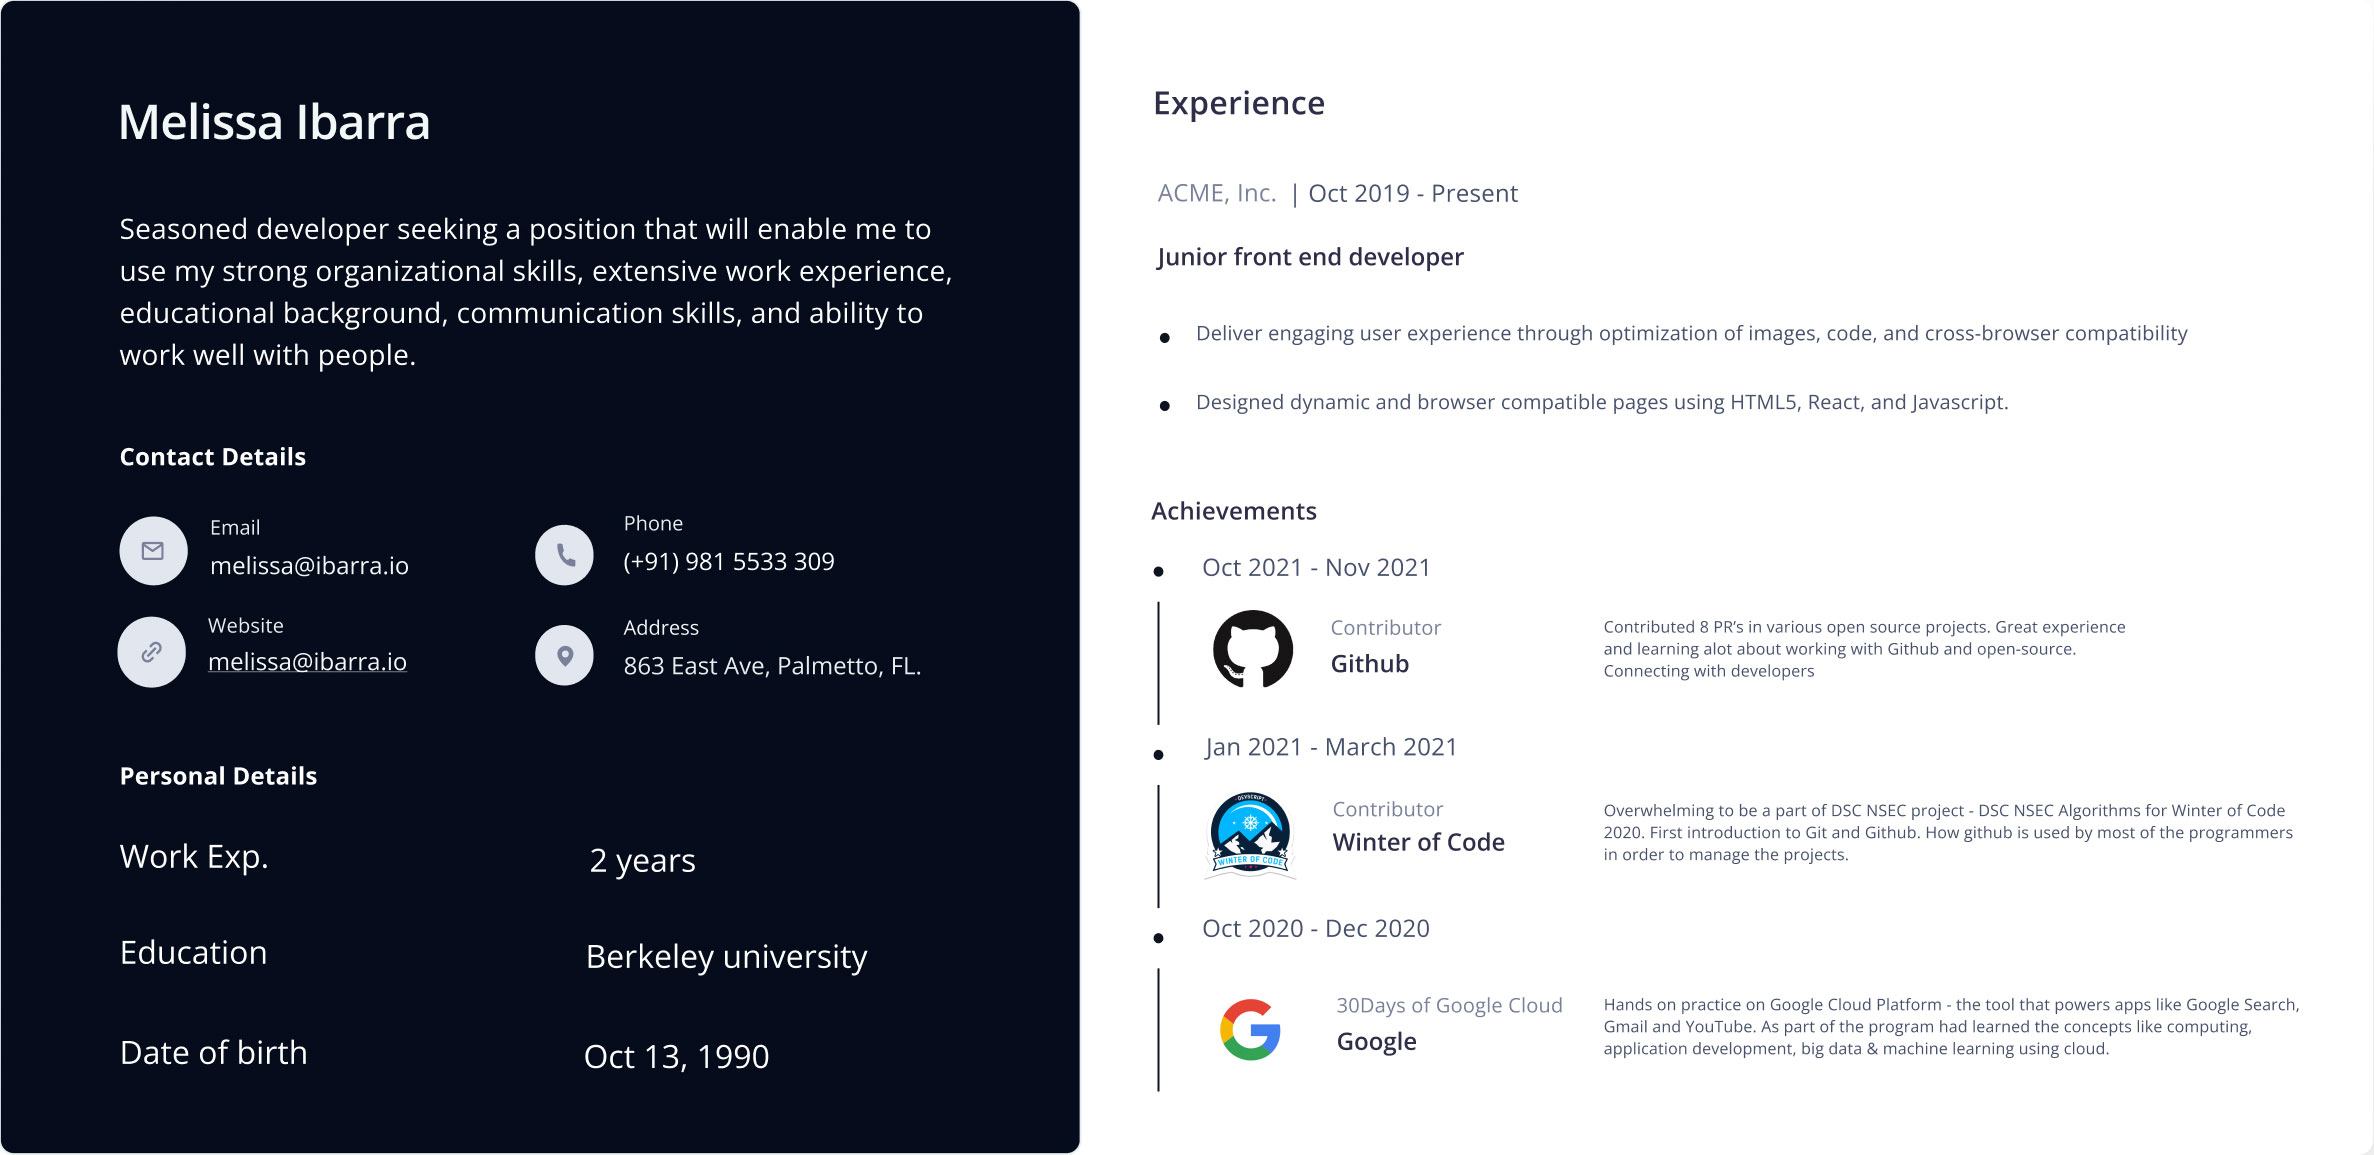 Melissa Ibarra
Seasoned developer seeking a position that will enable me to
use my strong organizational skills, extensive work experience,
educational background, communication skills, and ability to
work well with people.
Contact Details
Email
melissa@ibarra.io
Phone
(+91) 981 5533 309
Website
melissa@ibarra.io
Address
863 East Ave, Palmetto, FL.
Personal Details
Work Exp.
2 years
Education
Berkeley university
Date of birth
Oct 13, 1990
Experience
ACME, Inc. | Oct 2019 - Present
Junior front end developer
Deliver engaging user experience through optimization of images, code, and cross-browser compatibility
Designed dynamic and browser compatible pages using HTML5, React, and Javascript.
Achievements
Oct 2021 - Nov 2021
Contributor
Github
Contributed 8 PR's in various open source projects. Great experience
and learning alot about working with Github and open-source.
Connecting with developers
Jan 2021 - March 2021
DEVSCRIPT
WINTER OF CODE
Contributor
Winter of Code
Overwhelming to be a part of DSC NSEC project - DSC NSEC Algorithms for Winter of Code
2020. First introduction to Git and Github. How github is used by most of the programmers
in order to manage the projects.
Oct 2020 - Dec 2020
30Days of Google Cloud
Google
Hands on practice on Google Cloud Platform - the tool that powers apps like Google Search,
Gmail and YouTube. As part of the program had learned the concepts like computing,
application development, big data & machine learning using cloud.